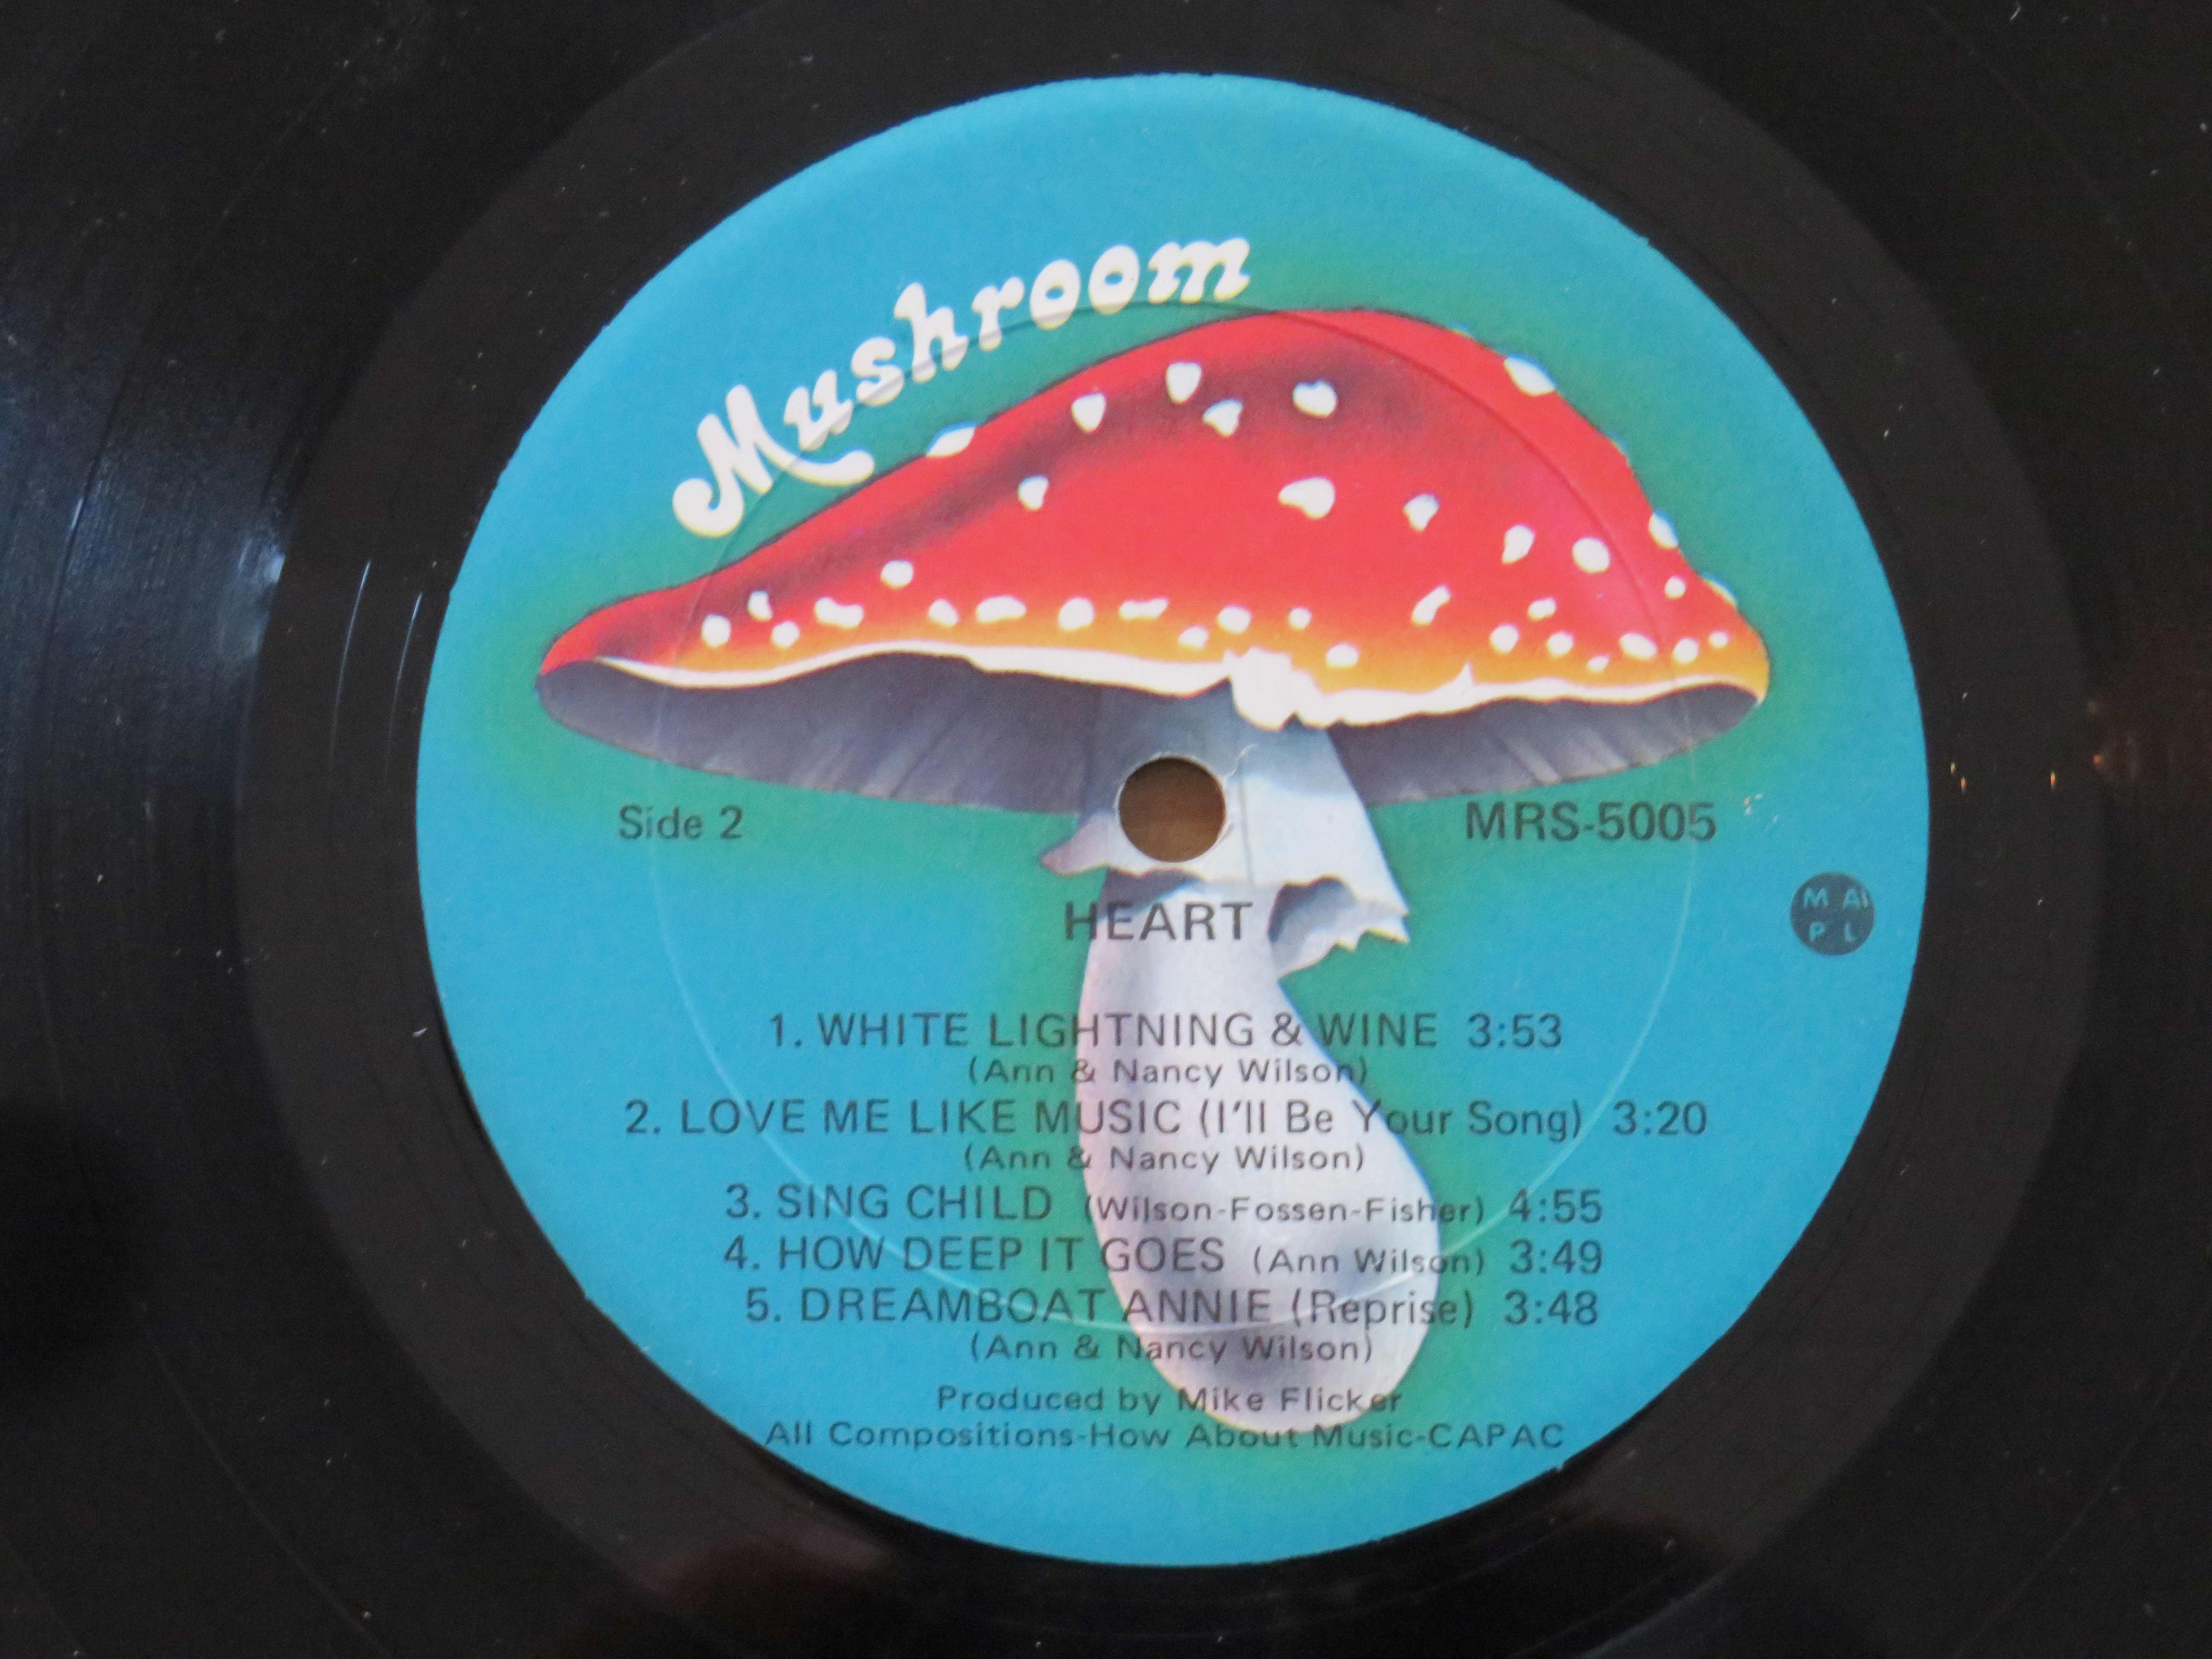 Mushroom
Side 2
MRS-5005
M A
P L
HEART
1. WHITE LIGHTNING & WINE 3:53
(Ann & Nancy Wilson)
2. LOVE ME LIKE MUSIC (I'll Be Your Song) 3:20
(Ann & Nancy Wilson)
3. SING CHILD (Wilson-Fossen-Fisher) 4:55
4. HOW DEEP IT GOES (Ann Wilson) 3:49
5. DREAMBOAT ANNIE (Reprise) 3:48
(Ann & Nancy Wilson)
Produced by Mike Flicker
All Compositions-How About Music-CAPAC